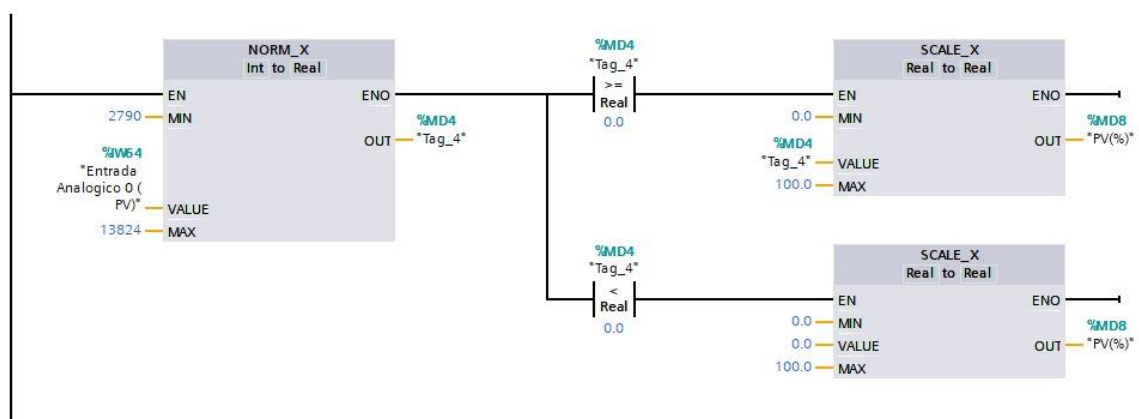 NORM_X
Int to Real
EN
ENO
2790
MIN
%MD4
OUT
"Tag_4"
%IW64
"Entrada
Analogico 0 (
PV)"
VALUE
13824
MAX
%MD4
"Tag_4"
>=
Real
0.0
SCALE_X
Real to Real
EN
ENO
0.0
MIN
%MD8
OUT
"PV(%)"
%MD4
"Tag_4"
VALUE
100.0
MAX
%MD4
"Tag_4"
<
Real
0.0
SCALE_X
Real to Real
EN
ENO
0.0
MIN
%MD8
0.0
VALUE
OUT
"PV(%)"
100.0
MAX